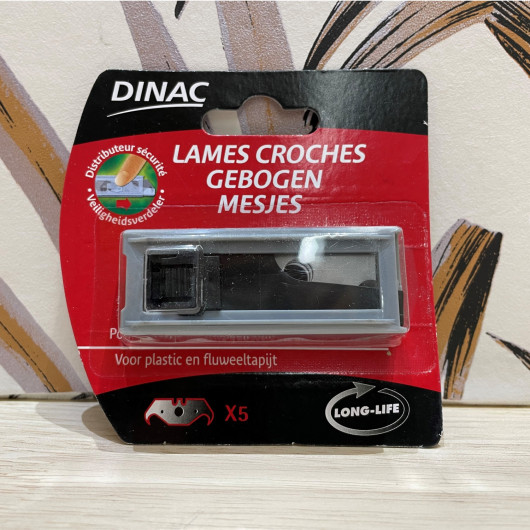 DINAC
Distributeur sécurité
• Veiligheidsverdeler •
LAMES CROCHES
GEBOGEN
MESJES
Voor plastic en fluweeltapijt
X5
LONG-LIFE